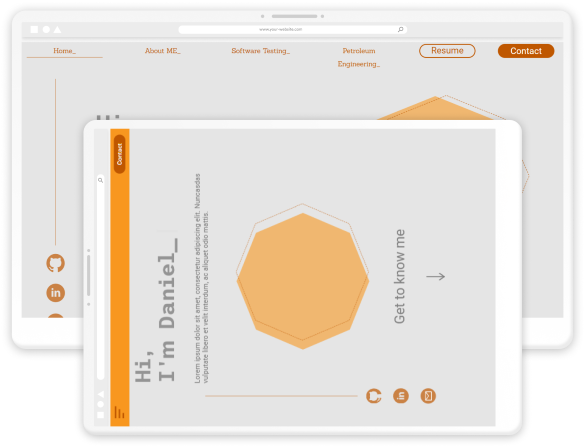 www.your-website.com
Home_
About ME_
Software Testing_
Petroleum
Engineering_
Resume
Contact
in
Contact
Hi,
I'm Daniel_
Lorem ipsum dolor sit amet, consectetur adipiscing elit. Nuncasdas
vulputate libero et velit interdum, ac aliquet odio mattis.
Get to know me
in